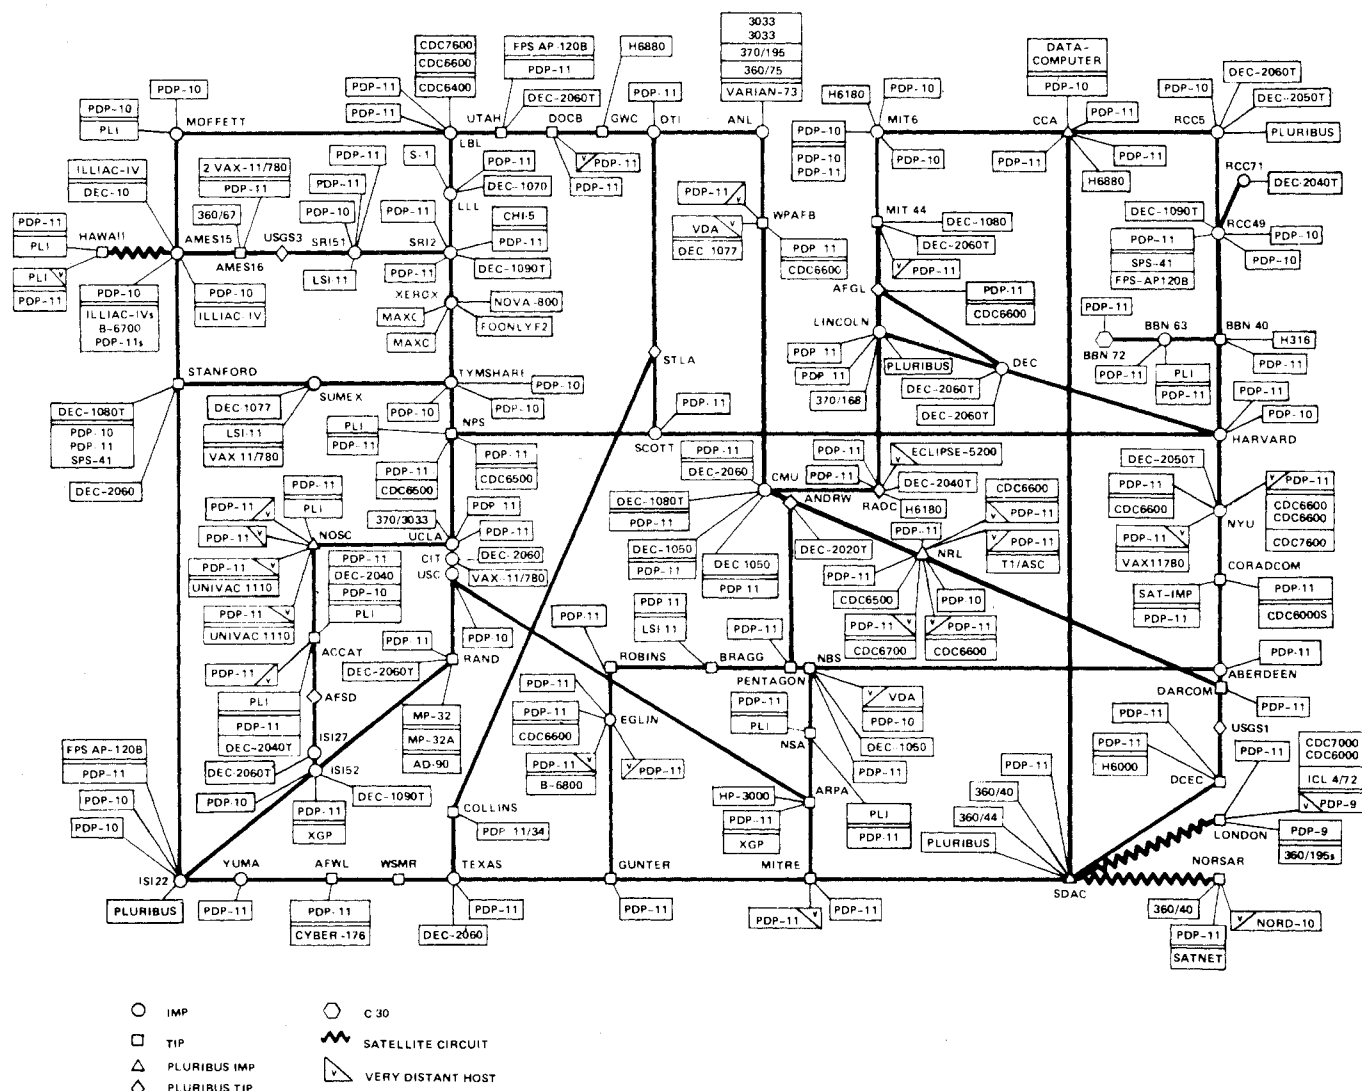 3033
3033
370/195
360/75
VARIAN-73
CDC7600
CDC6600
CDC6400
FPS AP-120B
PDP-11
H6880
DATA-
COMPUTER
PDP-10
DEC-2060T
PDP-10
DEC-2050T
PLURIBUS
PDP-10
PDP-10
PLI
MOFFETT
PDP-11
PDP-11
LBL
UTAH
DEC-2060T
DOCB
GWC
PDP-11
DTI
ANL
H6180
PDP-10
MIT6
CCA
PDP-11
RCC5
PDP-11
PDP-11
PDP-11
PDP-11
H6880
PDP-10
PDP-10
PDP-11
PDP-10
S-1
PDP-11
DEC-1070
LLL
ILLIAC-IV
DEC-10
2 VAX-11/780
PDP-11
PDP-11
PDP-11
PDP-10
360/67
USGS3
SRI51
PDP-11
SRI2
CHI-5
PDP-11
DEC-1090T
PDP-11
PLI
HAWAII
AMES15
AMES16
LSI-11
PLI
PDP-11
PDP-10
ILLIAC-IVs
B-6700
PDP-11s
PDP-10
ILLIAC-IV
PDP-11
XEROX
MAXC
MAXC
NOVA-800
FOONLYF2
PDP-11
VDA
DEC 1077
WPAFB
PDP 11
CDC6600
MIT 44
DEC-1080
DEC-2060T
PDP-11
AFGL
PDP-11
CDC6600
LINCOLN
PDP 11
PDP 11
370/168
PLURIBUS
DEC
DEC-2060T
DEC-2060T
RCC71
DEC-2040T
DEC-1090T
RCC49
PDP-11
SPS-41
FPS-AP120B
PDP-10
PDP-10
PDP-11
BBN 72
BBN 63
PDP-11
PLI
PDP-11
BBN 40
H316
PDP-11
STANFORD
SUMEX
TYMSHARE
PDP-10
PDP-10
PDP-10
STLA
DEC-1080T
PDP-10
PDP 11
SPS-41
DEC-2060
DEC 1077
LSI-11
VAX 11/780
NPS
PLI
PDP-11
PDP-11
CDC6500
PDP-11
CDC6500
PDP-11
SCOTT
PDP-11
PDP-10
HARVARD
PDP-11
DEC-2060
CMU
ANDRW
PDP-11
RADC
ECLIPSE-5200
DEC-2040T
H6180
DEC-1080T
PDP-11
DEC-1050
PDP-11
DEC 1050
PDP 11
DEC-2020T
CDC6600
PDP-11
PDP-11
T1/ASC
PDP-11
NRL
PDP-11
CDC6500
PDP 10
PDP-11
CDC6700
PDP-11
CDC6600
DEC-2050T
PDP-11
CDC6600
PDP-11
CDC6600
CDC6600
CDC7600
NYU
PDP-11
VAX11780
CORADCOM
SAT-IMP
PDP-11
PDP-11
CDC6000S
PDP-11
PLI
PDP-11
PDP-11
NOSC
370/3033
UCLA
PDP 11
PDP-11
CIT
DEC-2060
USC
VAX-11/780
PDP-11
UNIVAC 1110
PDP-11
UNIVAC 1110
PDP-11
DEC-2040
PDP-10
PLI
ACCAT
PDP-11
PDP-10
PDP-11
RAND
DEC-2060T
MP-32
MP-32A
AD-90
PLI
PDP-11
DEC-2040T
AFSD
ISI27
DEC-2060T
ISI52
PDP-10
DEC-1090T
PDP-11
XGP
PDP-11
ROBINS
PDP 11
LSI 11
BRAGG
PDP-11
PENTAGON
NBS
PDP-11
PDP-11
CDC6600
EGLIN
PDP-11
B-6800
PDP-11
PDP-11
PLI
NSA
VDA
PDP-10
DEC-1050
PDP-11
PLI
PDP-11
ARPA
HP-3000
PDP-11
XGP
ABERDEEN
PDP-11
DARCOM
PDP-11
USGS1
PDP-11
PDP-11
H6000
DCEC
PDP-11
CDC7000
CDC6000
ICL 4/72
PDP-9
LONDON
PDP-9
360/195s
PDP-11
360/40
360/44
PLURIBUS
SDAC
NORSAR
360/40
PDP-11
SATNET
NORD-10
FPS AP-120B
PDP-11
PDP-10
PDP-10
ISI22
PLURIBUS
YUMA
PDP-11
AFWL
PDP-11
CYBER-176
WSMR
COLLINS
PDP 11/34
TEXAS
PDP-11
DEC-2060
GUNTER
PDP-11
MITRE
PDP-11
PDP-11
IMP
TIP
PLURIBUS IMP
PLURIBUS TIP
C 30
SATELLITE CIRCUIT
V VERY DISTANT HOST